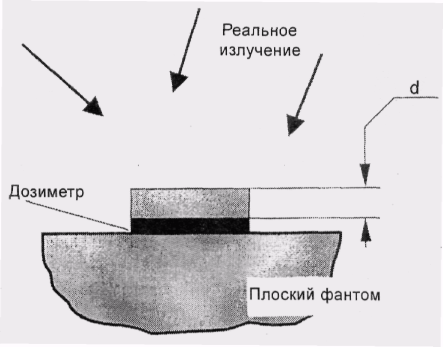 Реальное
излучение
d
Дозиметр
Плоский фантом